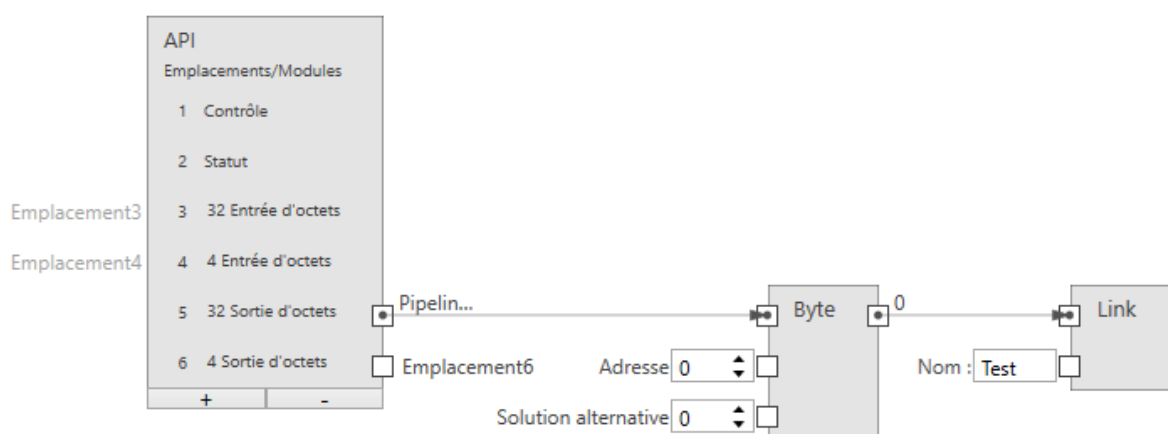 API
Emplacements/Modules
1 Contrôle
2 Statut
Emplacement3 3 32 Entrée d'octets
Emplacement4 4 4 Entrée d'octets
5 32 Sortie d'octets Pipelin... Byte 0 Link
6 4 Sortie d'octets Emplacement6 Adresse 0 Nom : Test
+ -
Solution alternative 0